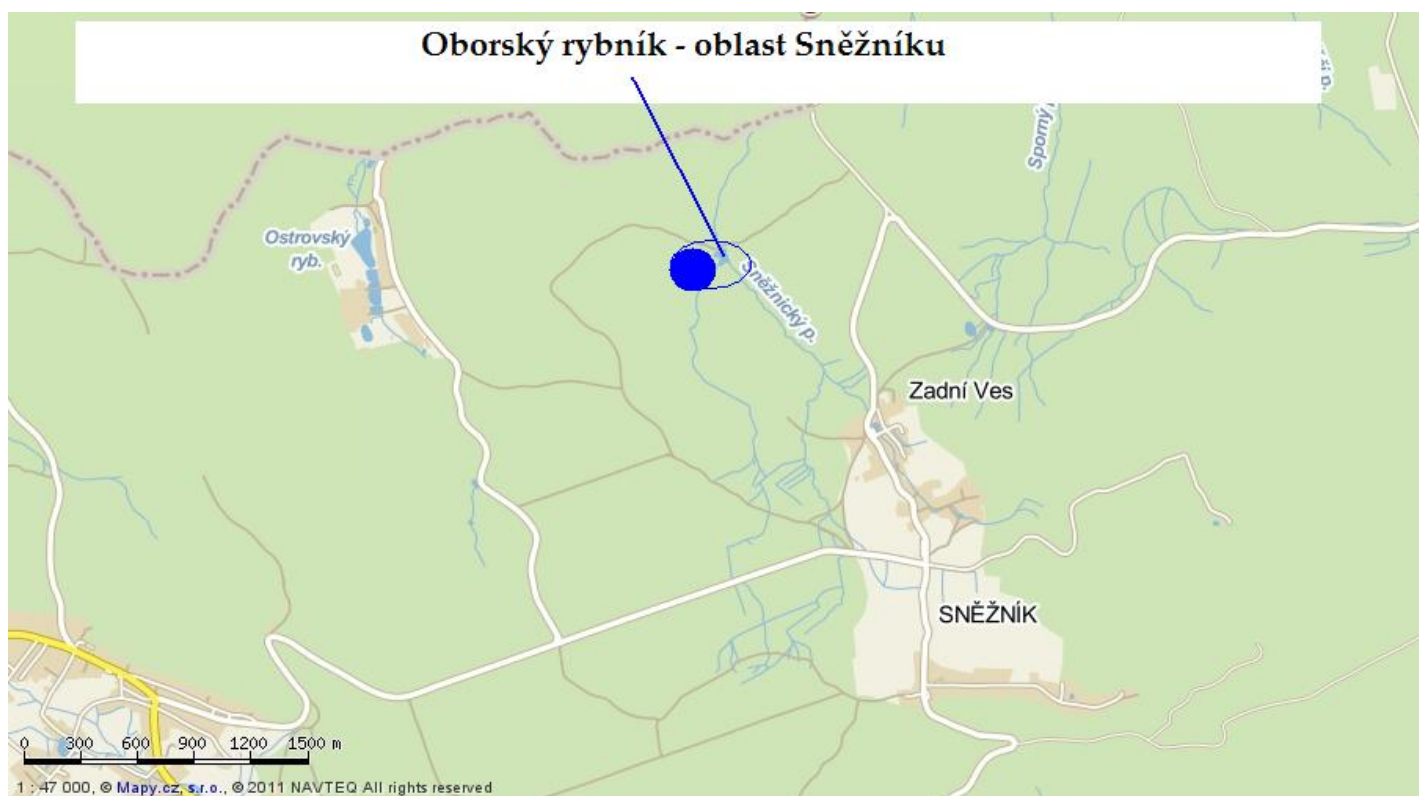 Oborský rybník - oblast Sněžníku
Sporný
p.
Ostrovský
ryb.
Sněžnický p.
Zadní Ves
SNĚŽNÍK
0 300 600 900 1200 1500 m
1 : 47 000, © Mapy.cz, s.r.o., © 2011 NAVTEQ All rights reserved